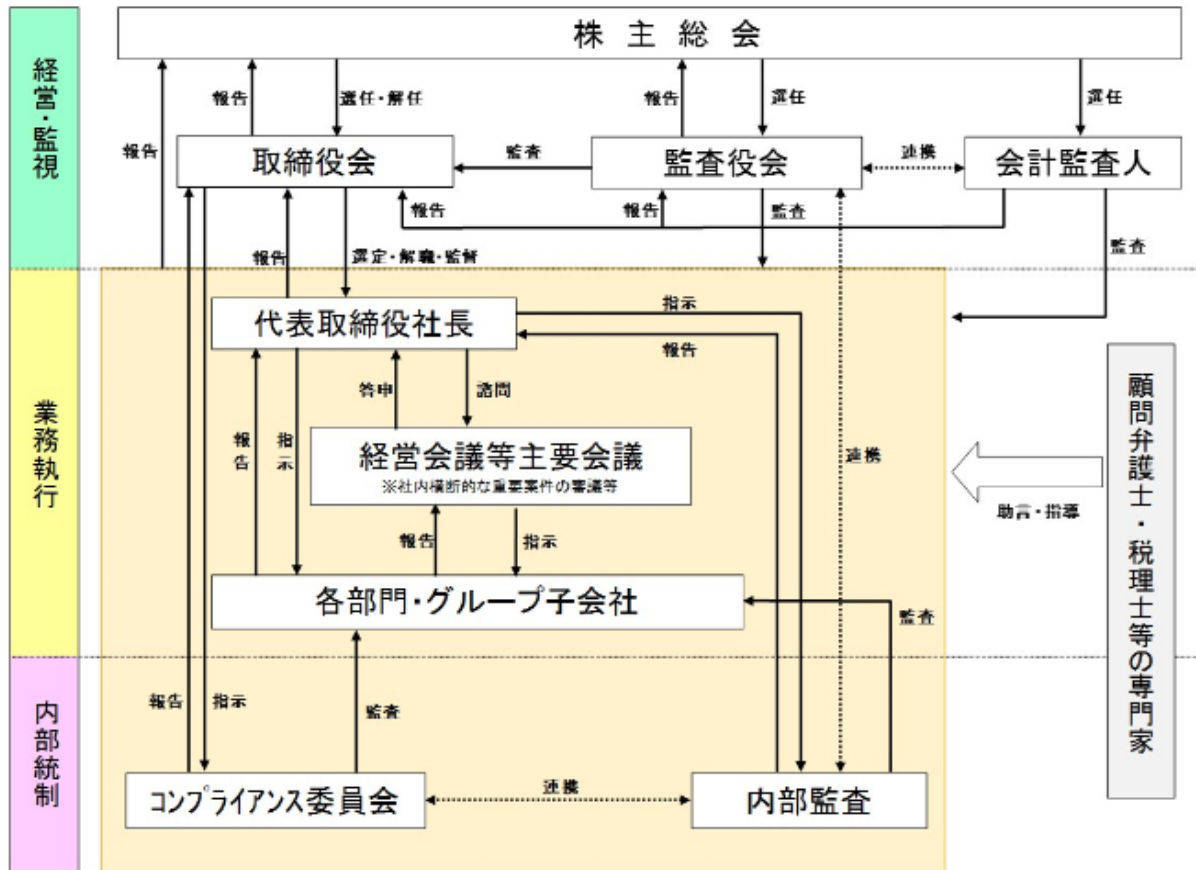 株主総会
経営・監視
報告
報告
選任・解任
報告
選任
選任
取締役会
監査
監査役会
連携
会計監査人
報告
報告
監査
監査
報告
選定・解職・監督
代表取締役社長
指示
報告
答申
諮問
業務執行
報告
指示
経営会議等主要会議
※社内横断的な重要案件の審議等
連携
助言・指導
顧問弁護士・税理士等の専門家
報告
指示
各部門・グループ子会社
監査
内部統制
報告
指示
監査
コンプライアンス委員会
連携
内部監査